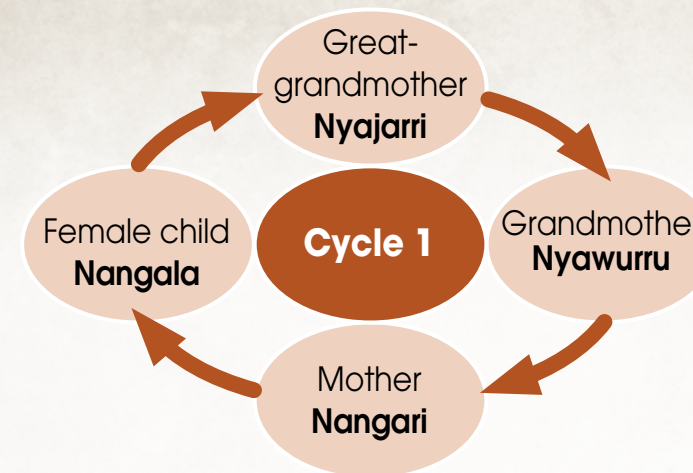 Great-
grandmother
Nyajarri
Female child
Nangala
Cycle 1
Grandmothe
Nyawurru
Mother
Nangari